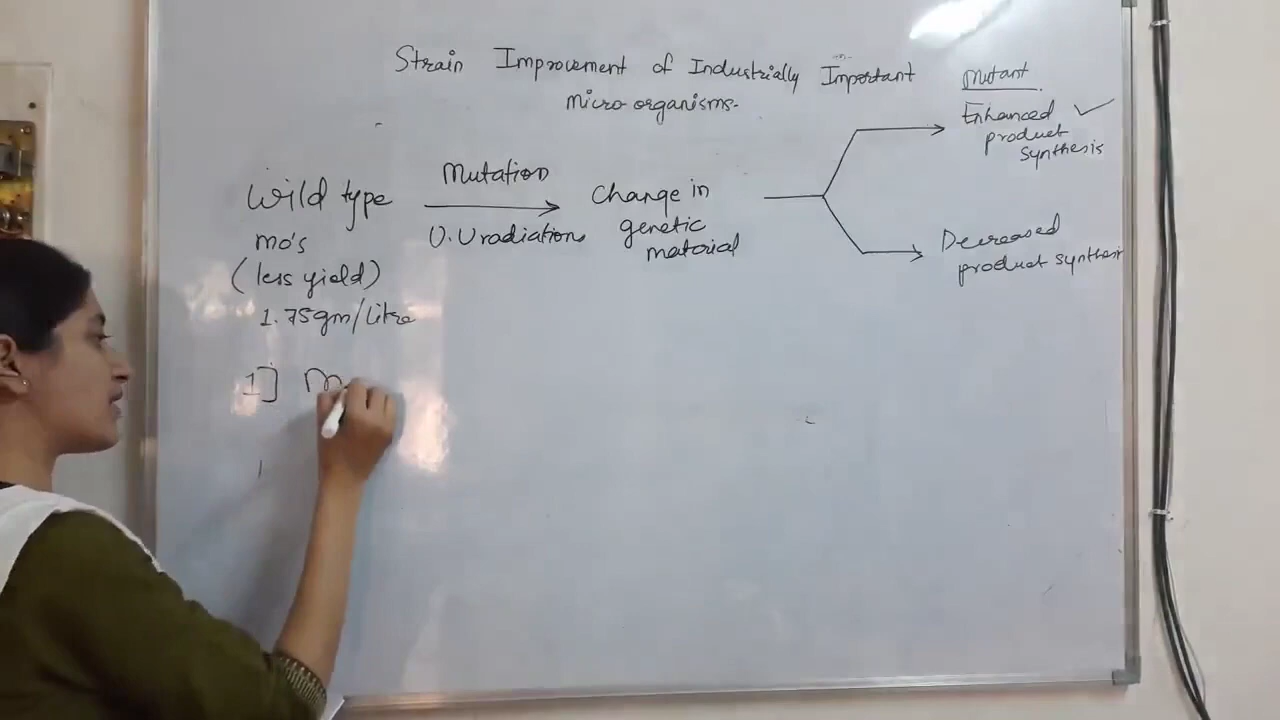 Strain Improvement of Industrially Important
Micro organisms.
Mutant
Enhanced ✓
product
synthesis
Mutation
Wild type
U.V radiations
Change in
genetic
material
mo's
(less yield)
1.75gm/Litre
Decreased
product synthesis
1] M